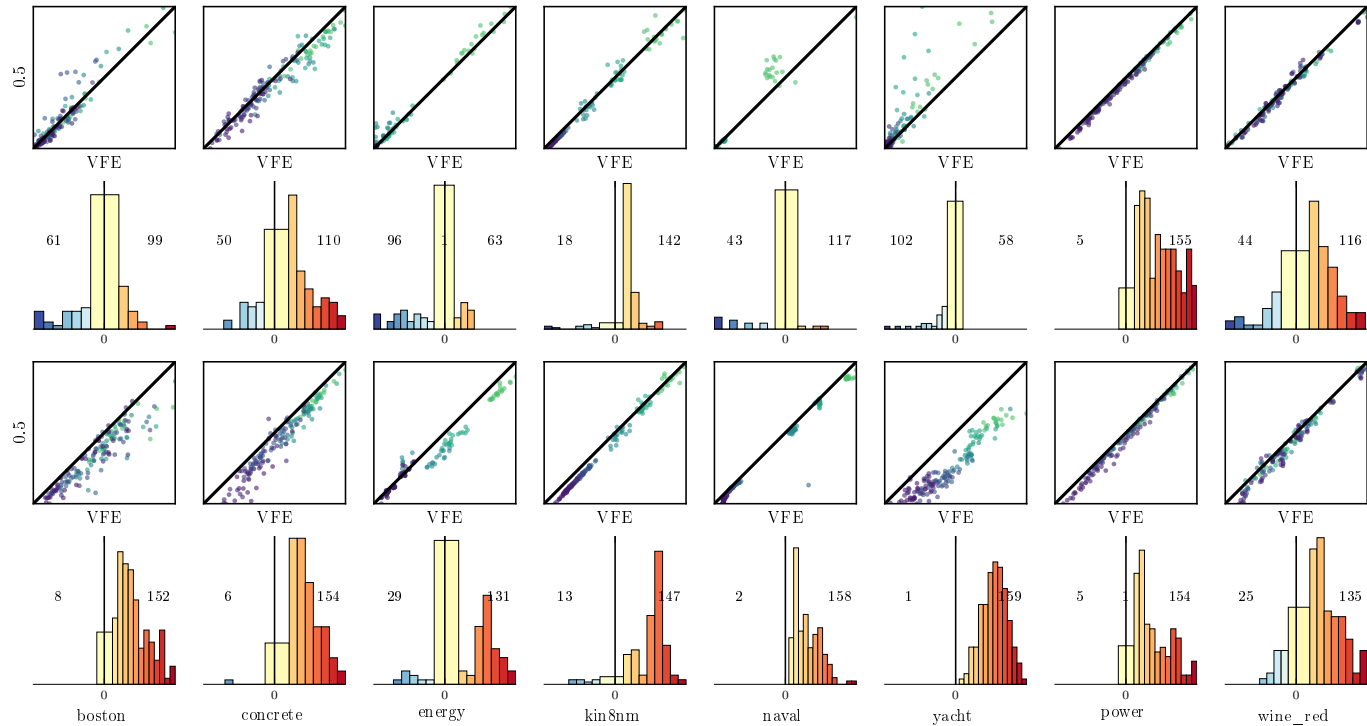 0.5
VFE VFE VFE VFE VFE VFE VFE VFE
61 99 50 110 96 1 63 18 142 43 117 102 58 5 155 44 116
0 0 0 0 0 0 0 0
0.5
VFE VFE VFE VFE VFE VFE VFE VFE
8 152 6 154 29 131 13 147 2 158 1 159 5 1 154 25 135
0 0 0 0 0 0 0 0
boston concrete energy kin8nm naval yacht power wine_red